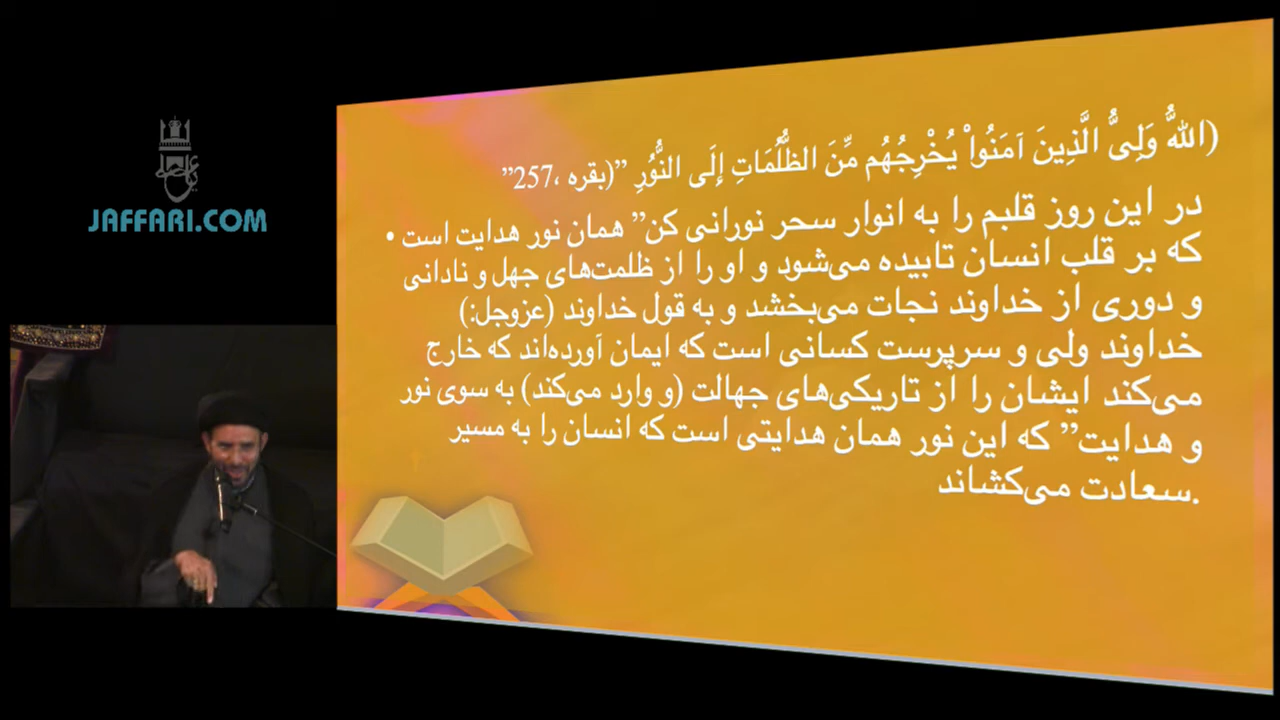 JAFFARI.COM
(اللّهُ وَلِيُّ الَّذِينَ آمَنُواْ يُخْرِجُهُم مِّنَ الظُّلُمَاتِ إِلَى النُّوُرِ ”(بقره ،257”
• در این روز قلبم را به انوار سحر نورانی کن” همان نور هدایت است
که بر قلب انسان تابیده می‌شود و او را از ظلمت‌های جهل و نادانی
و دوری از خداوند نجات می‌بخشد و به قول خداوند (عزوجل:)
خداوند ولی و سرپرست کسانی است که ایمان آورده‌اند که خارج
می‌کند ایشان را از تاریکی‌های جهالت (و وارد می‌کند) به سوی نور
و هدایت” که این نور همان هدایتی است که انسان را به مسیر
.سعادت می‌کشاند